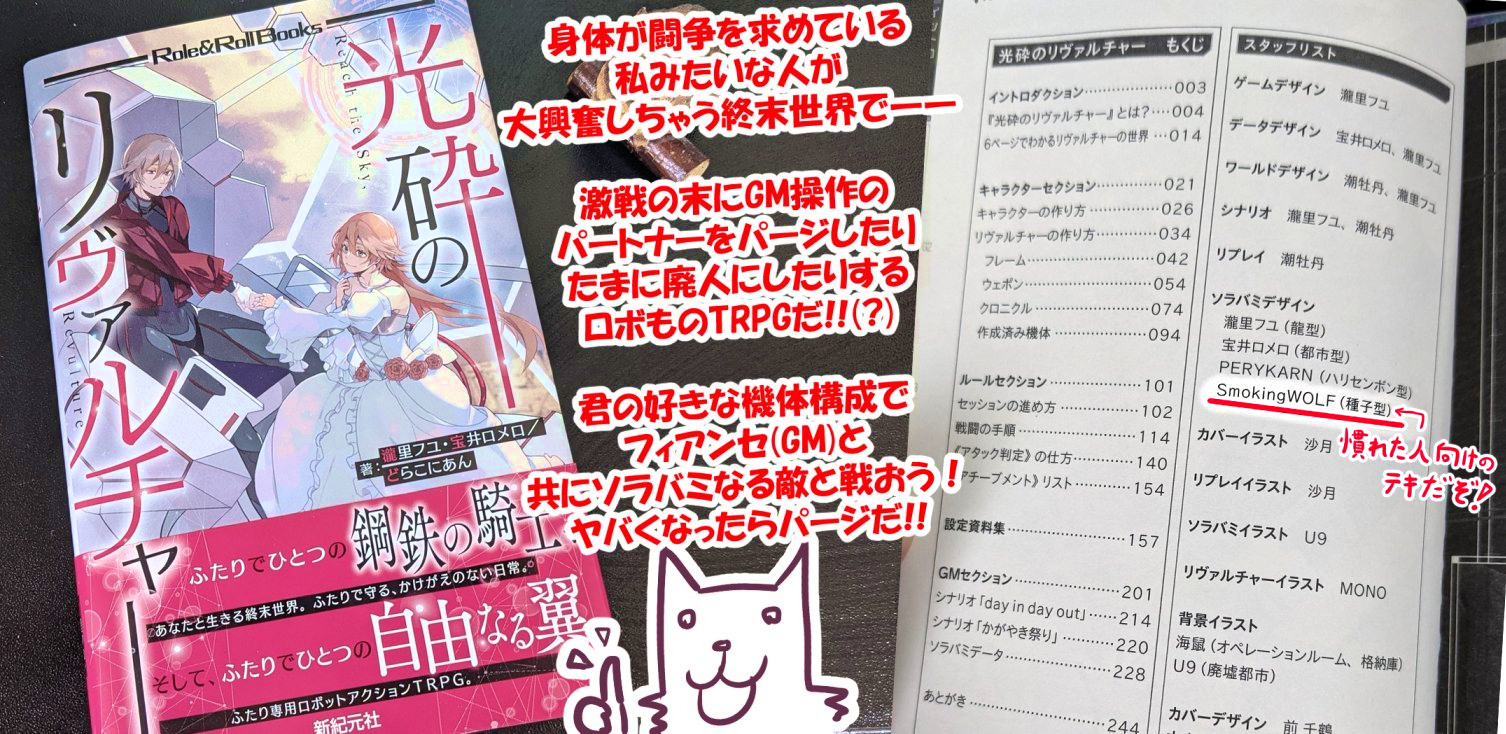 Role&Roll Books
光砕の
リヴァルチャー
Reach the Sky,
Revulture
瀧里フユ・宝井ロメロ／
著：どらこにあん
ふたりでひとつの鋼鉄の騎士
あなたと生きる終末世界。ふたりで守る、かけがえのない日常。
そして、ふたりでひとつの自由なる翼
ふたり専用ロボットアクションTRPG。
新紀元社
身体が闘争を求めている
私みたいな人が
大興奮しちゃう終末世界でーー
激戦の末にGM操作の
パートナーをパージしたり
たまに廃人にしたりする
ロボものTRPGだ!!(?)
君の好きな機体構成で
フィアンセ(GM)と
共にソラバミなる敵と戦おう！
ヤバくなったらパージだ!!
光砕のリヴァルチャー　もくじ
イントロダクション…………………003
『光砕のリヴァルチャー』とは？…004
6ページでわかるリヴァルチャーの世界…014
キャラクターセクション……………021
キャラクターの作り方………………026
リヴァルチャーの作り方……………034
フレーム………………………………042
ウェポン………………………………054
クロニクル……………………………074
作成済み機体…………………………094
ルールセクション……………………101
セッションの進め方…………………102
戦闘の手順……………………………114
《アタック判定》の仕方……………140
アチーブメント》リスト……………154
設定資料集……………………………157
GMセクション………………………201
シナリオ「day in day out」………214
シナリオ「かがやき祭り」…………220
ソラバミデータ………………………228
あとがき………………………………244
スタッフリスト
ゲームデザイン　瀧里フユ
データデザイン　宝井ロメロ、瀧里フユ
ワールドデザイン　潮牡丹、瀧里フユ
シナリオ　瀧里フユ、潮牡丹
リプレイ　潮牡丹
ソラバミデザイン
瀧里フユ（龍型）
宝井ロメロ（都市型）
PERYKARN（ハリセンボン型）
SmokingWOLF（種子型）
慣れた人向けの
テキだぞ！
カバーイラスト　沙月
リプレイイラスト　沙月
ソラバミイラスト　U9
リヴァルチャーイラスト　MONO
背景イラスト
海鼠（オペレーションルーム、格納庫）
U9（廃墟都市）
カバーデザイン　前 千鶴